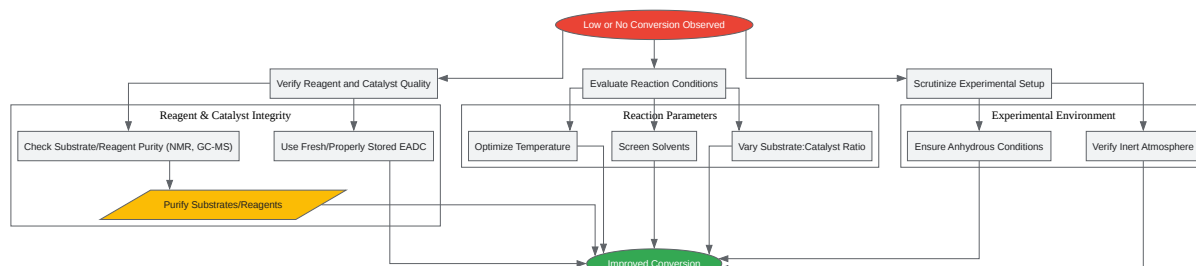 Low or No Conversion Observed
Verify Reagent and Catalyst Quality
Evaluate Reaction Conditions
Scrutinize Experimental Setup
Reagent & Catalyst Integrity
Reaction Parameters
Experimental Environment
Check Substrate/Reagent Purity (NMR, GC-MS)
Use Fresh/Properly Stored EADC
Optimize Temperature
Screen Solvents
Vary Substrate:Catalyst Ratio
Ensure Anhydrous Conditions
Verify Inert Atmosphere
Purify Substrates/Reagents
Improved Conversion